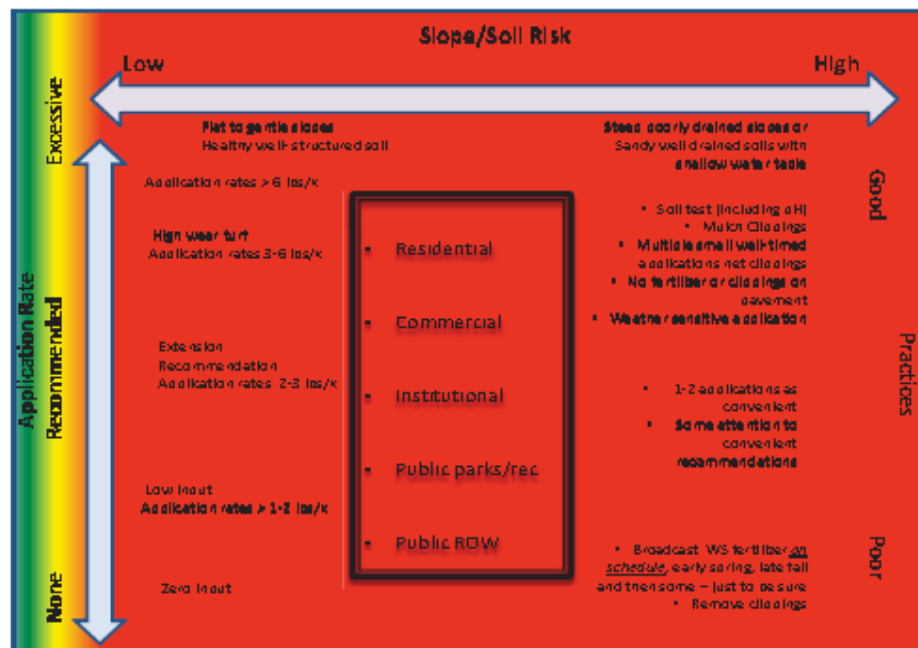 Slope/Soil Risk
Low
High
Flat to gentle slopes
Healthy well-structured soil
Steep poorly drained slopes or
Sandy well drained soils with
shallow water table
Application Rate
Excessive
Recommended
None
Application rates > 6 lbs/k
High wear turf
Application rates 3-6 lbs/k
Extension
Recommendation
Application rates 2-3 lbs/k
Low input
Application rates > 1-2 lbs/k
Zero input
▪ Residential
▪ Commercial
▪ Institutional
▪ Public parks/rec
▪ Public ROW
Practices
Good
▪ Soil test (including pH)
▪ Mulch Clippings
▪ Multiple small well-timed
applications net clippings
▪ No fertilizer or clippings on
pavement
▪ Weather sensitive application
▪ 1-2 applications as
convenient
▪ Some attention to
convenient
recommendations
Poor
▪ Broadcast WS fertilizer on
schedule, early spring, late fall
and then some – just to be sure
▪ Remove clippings